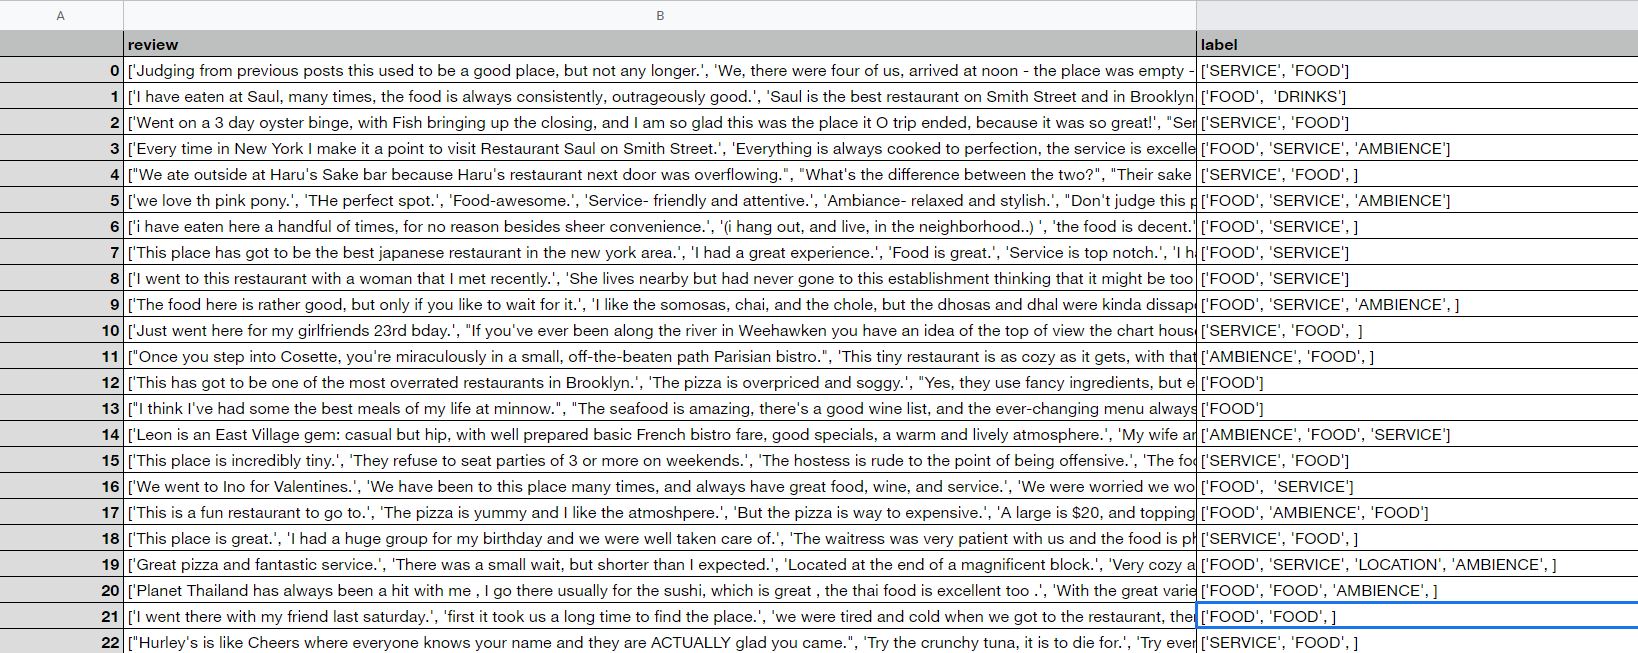 A B
review label
0 ['Judging from previous posts this used to be a good place, but not any longer.', 'We, there were four of us, arrived at noon - the place was empty - ['SERVICE', 'FOOD']
1 ['I have eaten at Saul, many times, the food is always consistently, outrageously good.', 'Saul is the best restaurant on Smith Street and in Brooklyn ['FOOD',  'DRINKS']
2 ['Went on a 3 day oyster binge, with Fish bringing up the closing, and I am so glad this was the place it O trip ended, because it was so great!', "Ser ['SERVICE', 'FOOD']
3 ['Every time in New York I make it a point to visit Restaurant Saul on Smith Street.', 'Everything is always cooked to perfection, the service is excelle ['FOOD', 'SERVICE', 'AMBIENCE']
4 ["We ate outside at Haru's Sake bar because Haru's restaurant next door was overflowing.", "What's the difference between the two?", "Their sake ['SERVICE', 'FOOD', ]
5 ['we love th pink pony.', 'THe perfect spot.', 'Food-awesome.', 'Service- friendly and attentive.', 'Ambiance- relaxed and stylish.', "Don't judge this p ['FOOD', 'SERVICE', 'AMBIENCE']
6 ['i have eaten here a handful of times, for no reason besides sheer convenience.', '(i hang out, and live, in the neighborhood..) ', 'the food is decent.' ['FOOD', 'SERVICE', ]
7 ['This place has got to be the best japanese restaurant in the new york area.', 'I had a great experience.', 'Food is great.', 'Service is top notch.', 'I ha ['FOOD', 'SERVICE']
8 ['I went to this restaurant with a woman that I met recently.', 'She lives nearby but had never gone to this establishment thinking that it might be too ['FOOD', 'SERVICE']
9 ['The food here is rather good, but only if you like to wait for it.', 'I like the somosas, chai, and the chole, but the dhosas and dhal were kinda dissap ['FOOD', 'SERVICE', 'AMBIENCE', ]
10 ['Just went here for my girlfriends 23rd bday.', "If you've ever been along the river in Weehawken you have an idea of the top of view the chart hous ['SERVICE', 'FOOD',  ]
11 ["Once you step into Cosette, you're miraculously in a small, off-the-beaten path Parisian bistro.", 'This tiny restaurant is as cozy as it gets, with that ['AMBIENCE', 'FOOD', ]
12 ['This has got to be one of the most overrated restaurants in Brooklyn.', 'The pizza is overpriced and soggy.', "Yes, they use fancy ingredients, but e ['FOOD']
13 ["I think I've had some the best meals of my life at minnow.", "The seafood is amazing, there's a good wine list, and the ever-changing menu always ['FOOD']
14 ['Leon is an East Village gem: casual but hip, with well prepared basic French bistro fare, good specials, a warm and lively atmosphere.', 'My wife an ['AMBIENCE', 'FOOD', 'SERVICE']
15 ['This place is incredibly tiny.', 'They refuse to seat parties of 3 or more on weekends.', 'The hostess is rude to the point of being offensive.', 'The foo ['SERVICE', 'FOOD']
16 ['We went to Ino for Valentines.', 'We have been to this place many times, and always have great food, wine, and service.', 'We were worried we wo ['FOOD',  'SERVICE']
17 ['This is a fun restaurant to go to.', 'The pizza is yummy and I like the atmoshpere.', 'But the pizza is way to expensive.', 'A large is $20, and topping ['FOOD', 'AMBIENCE', 'FOOD']
18 ['This place is great.', 'I had a huge group for my birthday and we were well taken care of.', 'The waitress was very patient with us and the food is ph ['SERVICE', 'FOOD', ]
19 ['Great pizza and fantastic service.', 'There was a small wait, but shorter than I expected.', 'Located at the end of a magnificent block.', 'Very cozy a ['FOOD', 'SERVICE', 'LOCATION', 'AMBIENCE', ]
20 ['Planet Thailand has always been a hit with me , I go there usually for the sushi, which is great , the thai food is excellent too .', 'With the great varie ['FOOD', 'FOOD', 'AMBIENCE', ]
21 ['I went there with my friend last saturday.', 'first it took us a long time to find the place.', 'we were tired and cold when we got to the restaurant, the ['FOOD', 'FOOD', ]
22 ["Hurley's is like Cheers where everyone knows your name and they are ACTUALLY glad you came.", 'Try the crunchy tuna, it is to die for.', 'Try ever ['SERVICE', 'FOOD', ]